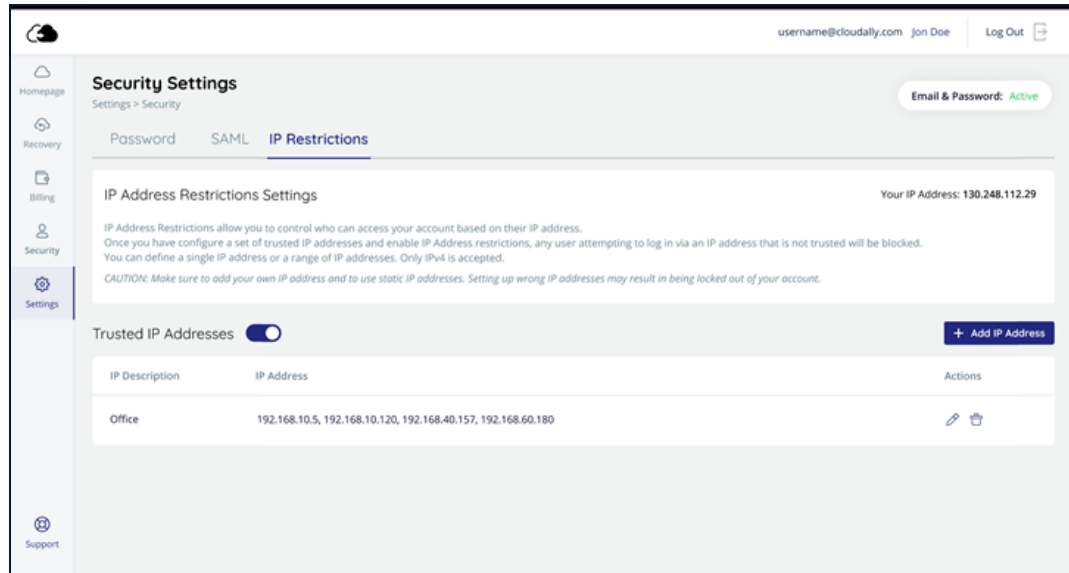 username@cloudally.com Jon Doe Log Out
Homepage
Recovery
Billing
Security
Settings
Support
Security Settings
Settings > Security
Email & Password: Active
Password SAML IP Restrictions
IP Address Restrictions Settings
Your IP Address: 130.248.112.29
IP Address Restrictions allow you to control who can access your account based on their IP address.
Once you have configure a set of trusted IP addresses and enable IP Address restrictions, any user attempting to log in via an IP address that is not trusted will be blocked.
You can define a single IP address or a range of IP addresses. Only IPv4 is accepted.
CAUTION: Make sure to add your own IP address and to use static IP addresses. Setting up wrong IP addresses may result in being locked out of your account.
Trusted IP Addresses
+ Add IP Address
IP Description IP Address Actions
Office 192.168.10.5, 192.168.10.120, 192.168.40.157, 192.168.60.180